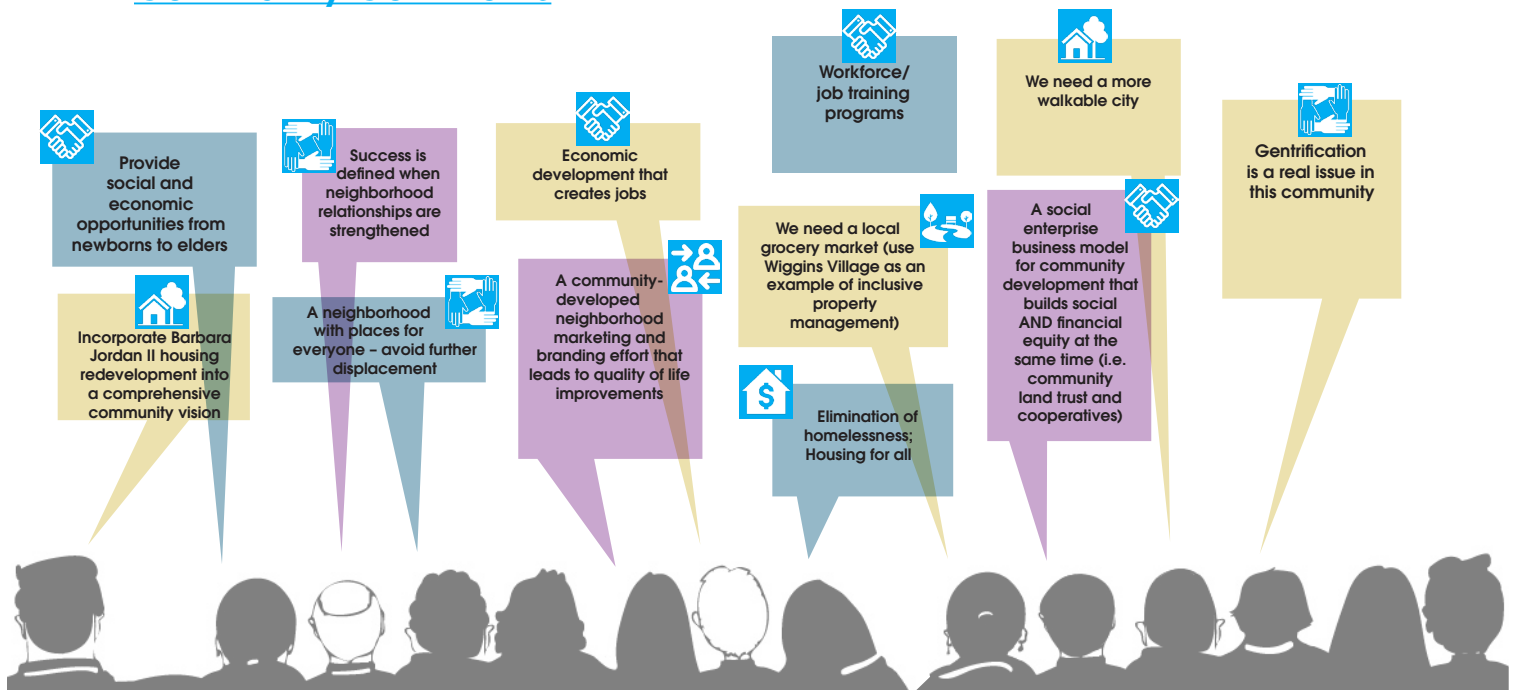 Provide
social and
economic
opportunities from
newborns to elders
Incorporate Barbara
Jordan II housing
redevelopment into
a comprehensive
community vision
Success is
defined when
neighborhood
relationships are
strengthened
A neighborhood
with places for
everyone – avoid further
displacement
Economic
development that
creates jobs
A community-
developed
neighborhood
marketing and
branding effort that
leads to quality of life
improvements
Workforce/
job training
programs
We need a local
grocery market (use
Wiggins Village as an
example of inclusive
property
management)
$
Elimination of
homelessness;
Housing for all
We need a more
walkable city
A social
enterprise
business model
for community
development that
builds social
AND financial
equity at the
same time (i.e.
community
land trust and
cooperatives)
Gentrification
is a real issue in
this community